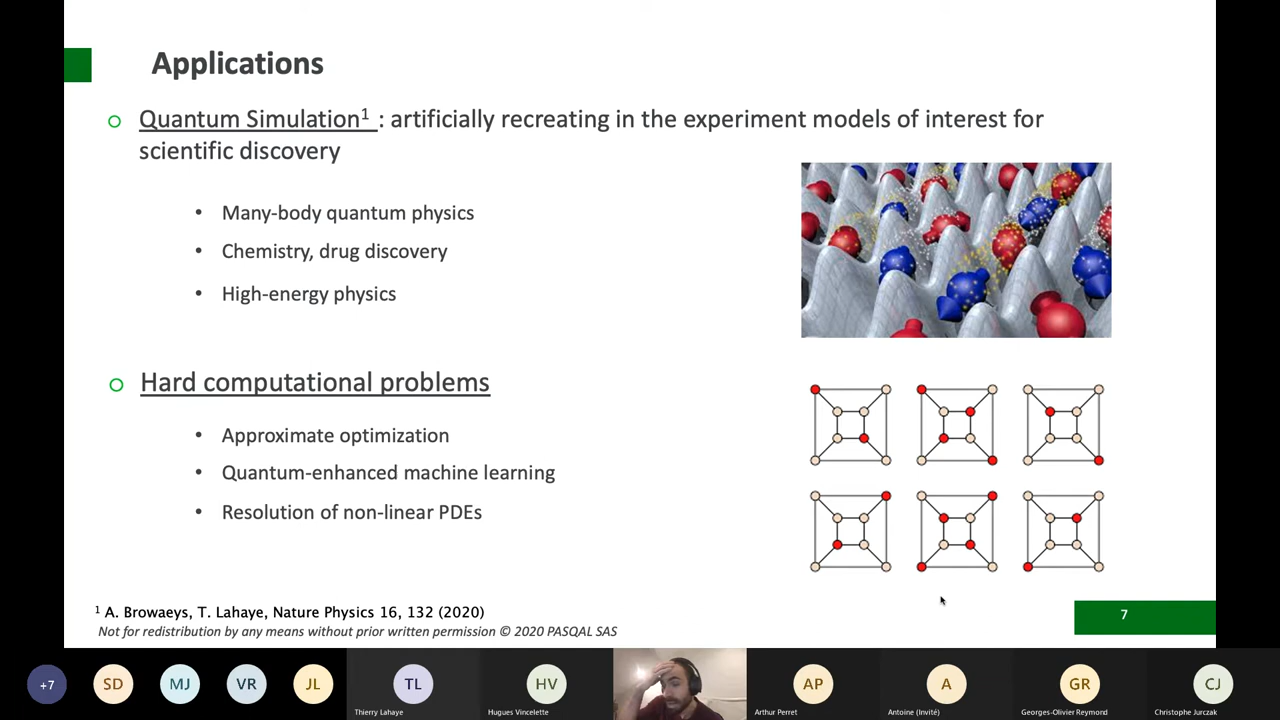 Applications
Quantum Simulation1 : artificially recreating in the experiment models of interest for
scientific discovery
Many-body quantum physics
Chemistry, drug discovery
High-energy physics
Hard computational problems
Approximate optimization
Quantum-enhanced machine learning
Resolution of non-linear PDEs
1 A. Browaeys, T. Lahaye, Nature Physics 16, 132 (2020)
Not for redistribution by any means without prior written permission © 2020 PASQAL SAS
7
+7
SD
MJ
VR
JL
TL
Thierry Lahaye
HV
Hugues Vincelette
AP
Arthur Perret
A
Antoine (Invité)
GR
Georges-Olivier Reymond
CJ
Christophe Jurczak